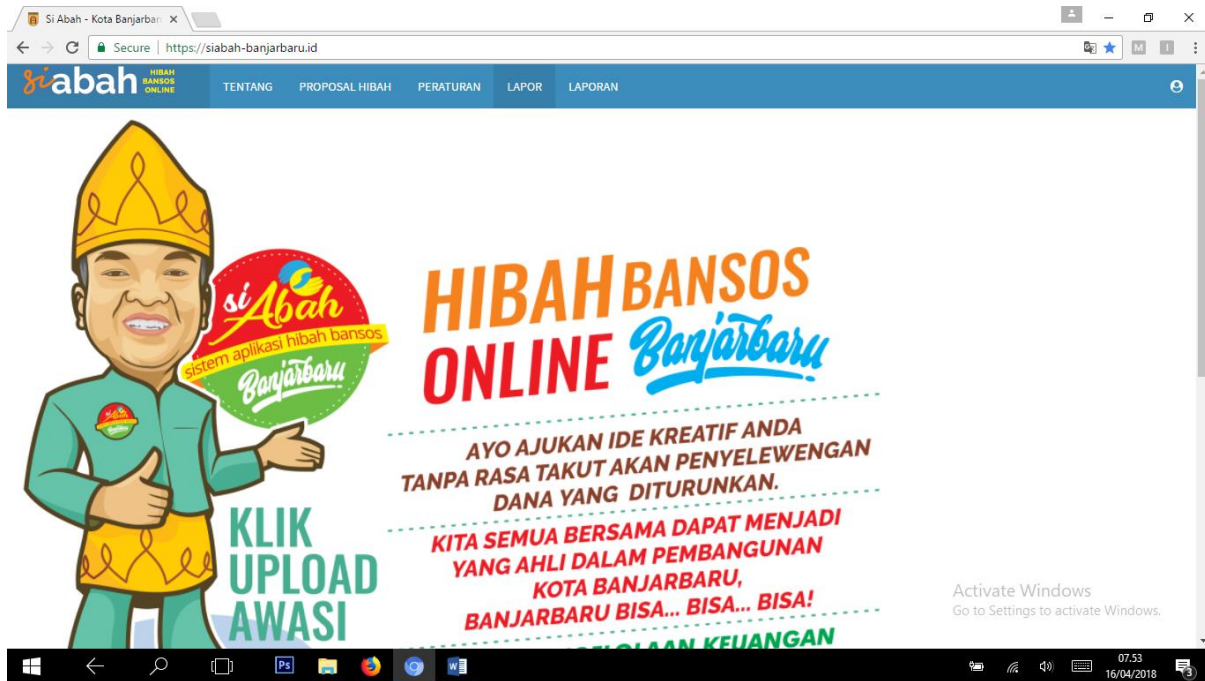 Si Abah - Kota Banjarbar
Secure | https://siabah-banjarbaru.id
siabah HIBAH
BANSOS
ONLINE
TENTANG PROPOSAL HIBAH PERATURAN LAPOR LAPORAN
si Abah
sistem aplikasi hibah bansos
Banjarbaru
HIBAH BANSOS
ONLINE Banjarbaru
AYO AJUKAN IDE KREATIF ANDA
TANPA RASA TAKUT AKAN PENYELEWENGAN
DANA YANG DITURUNKAN.
KITA SEMUA BERSAMA DAPAT MENJADI
YANG AHLI DALAM PEMBANGUNAN
KOTA BANJARBARU,
BANJARBARU BISA... BISA... BISA!
KEUANGAN
KLIK
UPLOAD
AWASI
Activate Windows
Go to Settings to activate Windows.
Ps
07.53
16/04/2018
3